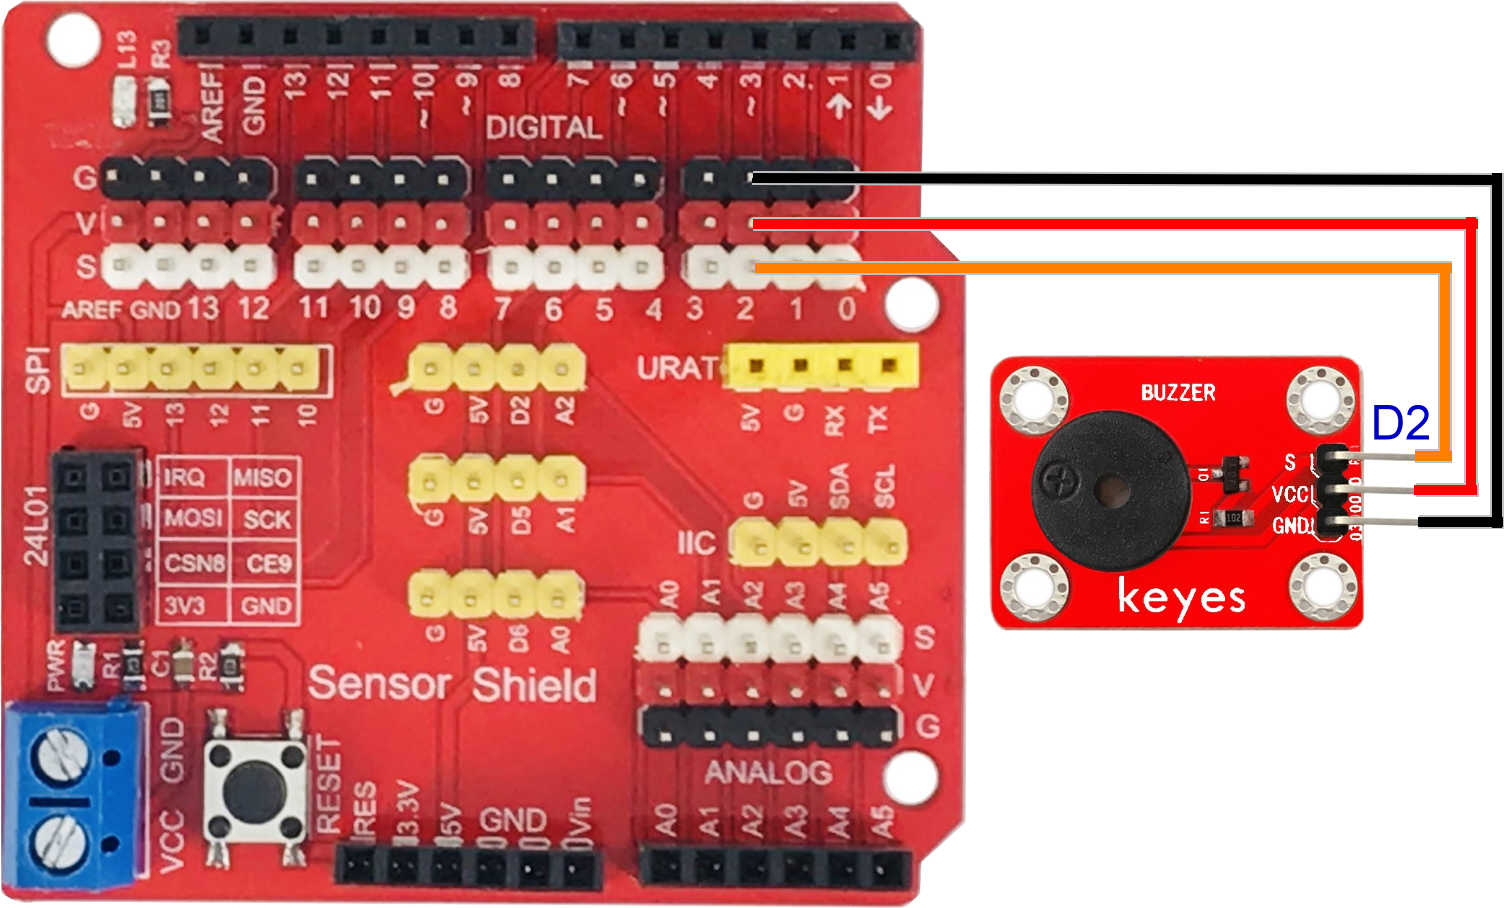 L13
R3
AREF
GND
13
12
11
~10
~9
8
7
~6
~5
4
~3
2
1
0
DIGITAL
G
V
S
AREF GND 13 12 11 10 9 8 7 6 5 4 3 2 1 0
SPI
G 5V 13 12 11 10
G 5V D2 A2
URAT
5V G RX TX
24L01
IRQ MISO
MOSI SCK
CSN8 CE9
3V3 GND
G 5V D5 A1
G 5V SDA SCL
IIC
G 5V D6 A0
A0 A1 A2 A3 A4 A5
S
V
G
ANALOG
PWR
R1
C1
R2
Sensor Shield
GND
VCC
RESET
RES 3.3V 5V GND Vin
A0 A1 A2 A3 A4 A5
BUZZER
D2
S
VCC
GND
Q1
R1
102
keyes